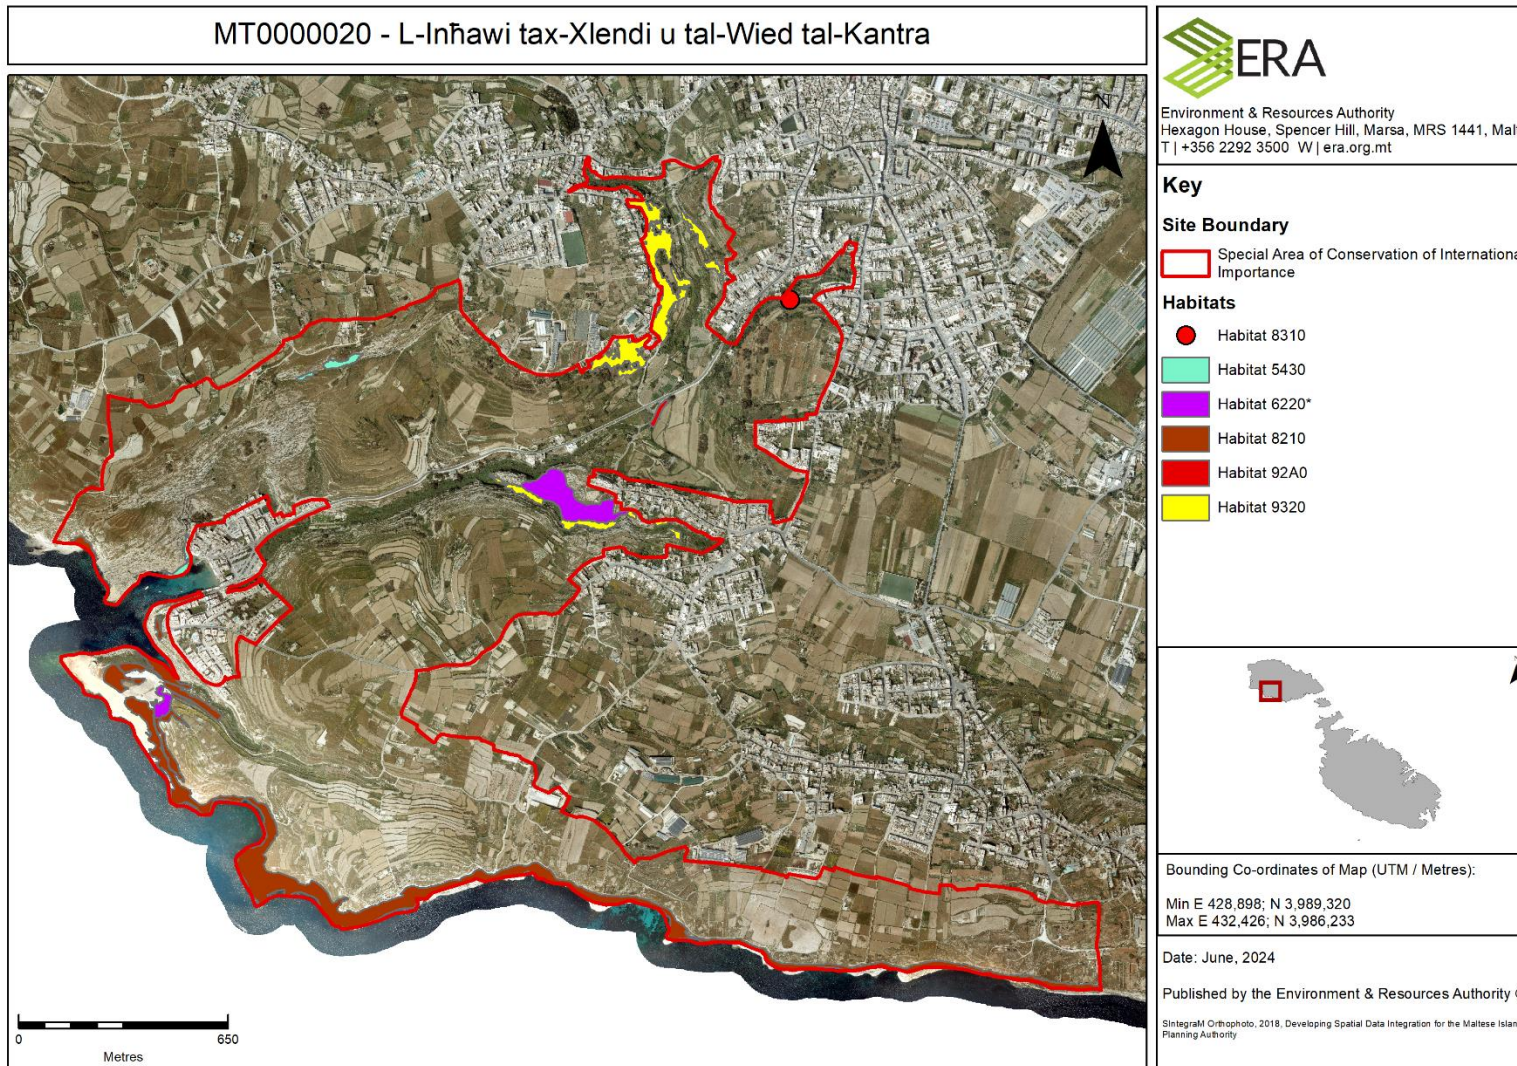 MT0000020 - L-Inħawi tax-Xlendi u tal-Wied tal-Kantra
N
0 650
Metres
ERA
Environment & Resources Authority
Hexagon House, Spencer Hill, Marsa, MRS 1441, Mal
T | +356 2292 3500 W | era.org.mt
Key
Site Boundary
Special Area of Conservation of Internationa
Importance
Habitats
Habitat 8310
Habitat 5430
Habitat 6220*
Habitat 8210
Habitat 92A0
Habitat 9320
Bounding Co-ordinates of Map (UTM / Metres):
Min E 428,898; N 3,989,320
Max E 432,426; N 3,986,233
Date: June, 2024
Published by the Environment & Resources Authority
SIntegraM Orthophoto, 2018, Developing Spatial Data Integration for the Maltese Islan
Planning Authority